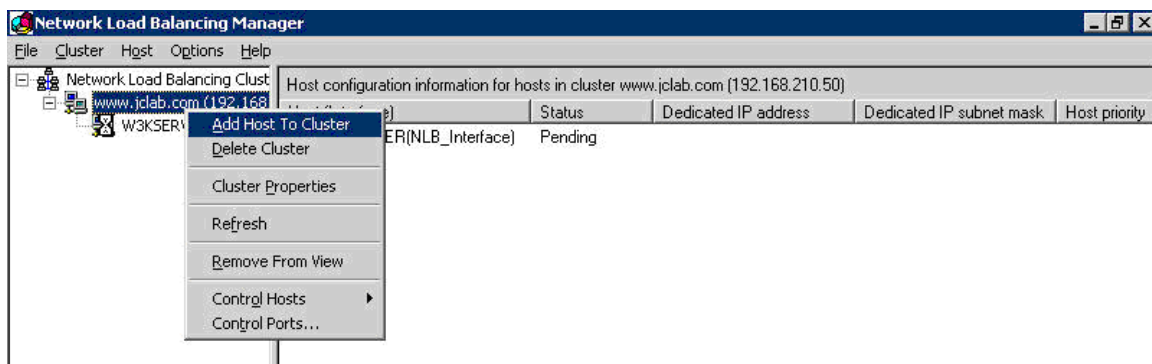 Network Load Balancing Manager
File Cluster Host Options Help
Network Load Balancing Clust
www.jclab.com (192.168
W3KSERV
Host configuration information for hosts in cluster www.jclab.com (192.168.210.50)
Status Dedicated IP address Dedicated IP subnet mask Host priority
ER(NLB_Interface) Pending
Add Host To Cluster
Delete Cluster
Cluster Properties
Refresh
Remove From View
Control Hosts
Control Ports...